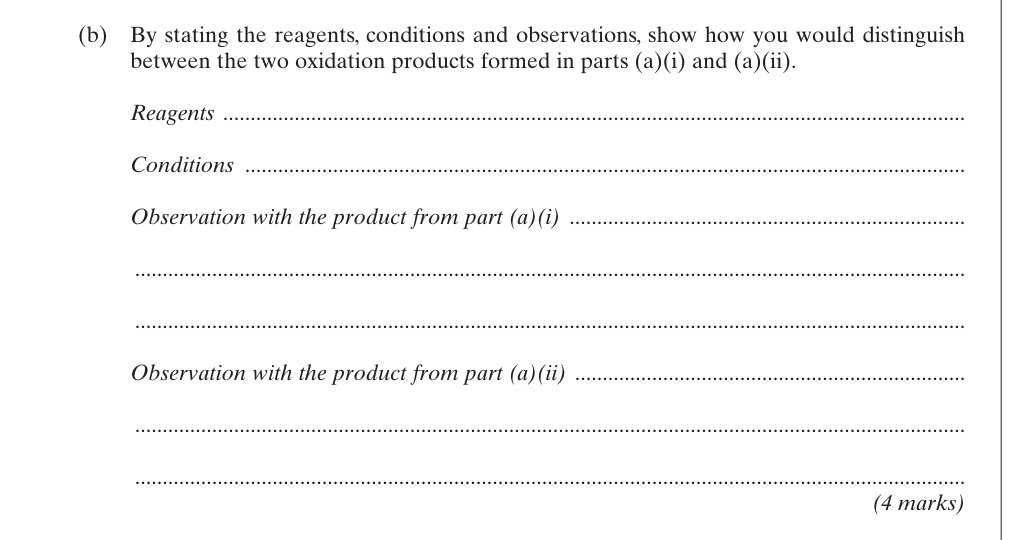 (b) By stating the reagents, conditions and observations, show how you would distinguish
between the two oxidation products formed in parts (a)(i) and (a)(ii).
Reagents ..........................................................................................
Conditions ..........................................................................................
Observation with the product from part (a)(i) ..........................................................
..........................................................................................
..........................................................................................
Observation with the product from part (a)(ii) ..........................................................
..........................................................................................
..........................................................................................
(4 marks)